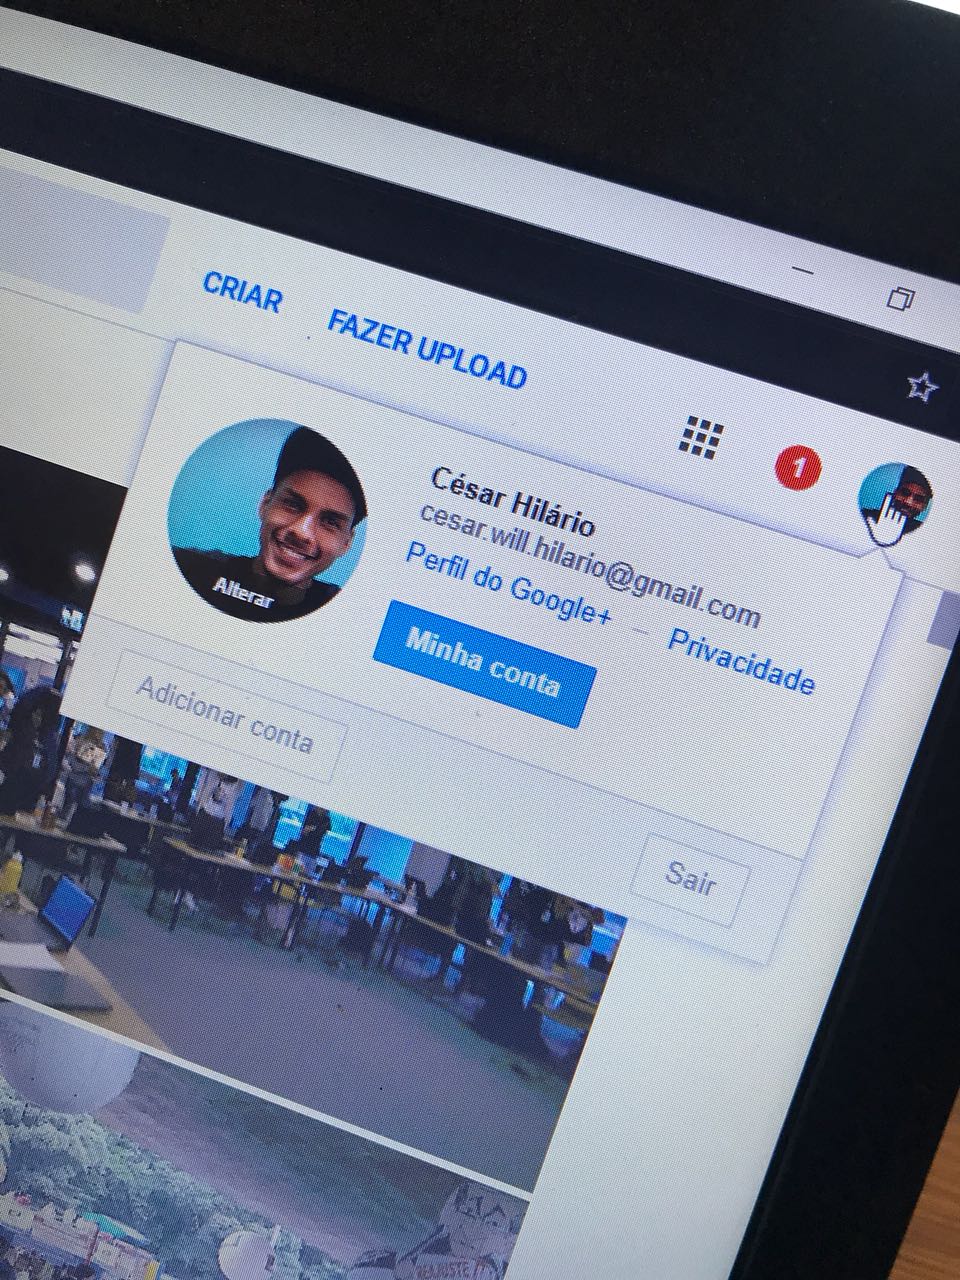 CRIAR
FAZER UPLOAD
1
César Hilário
cesar.will.hilario@gmail.com
Perfil do Google+ – Privacidade
Alterar
Minha conta
Adicionar conta
Sair
REAJUSTE